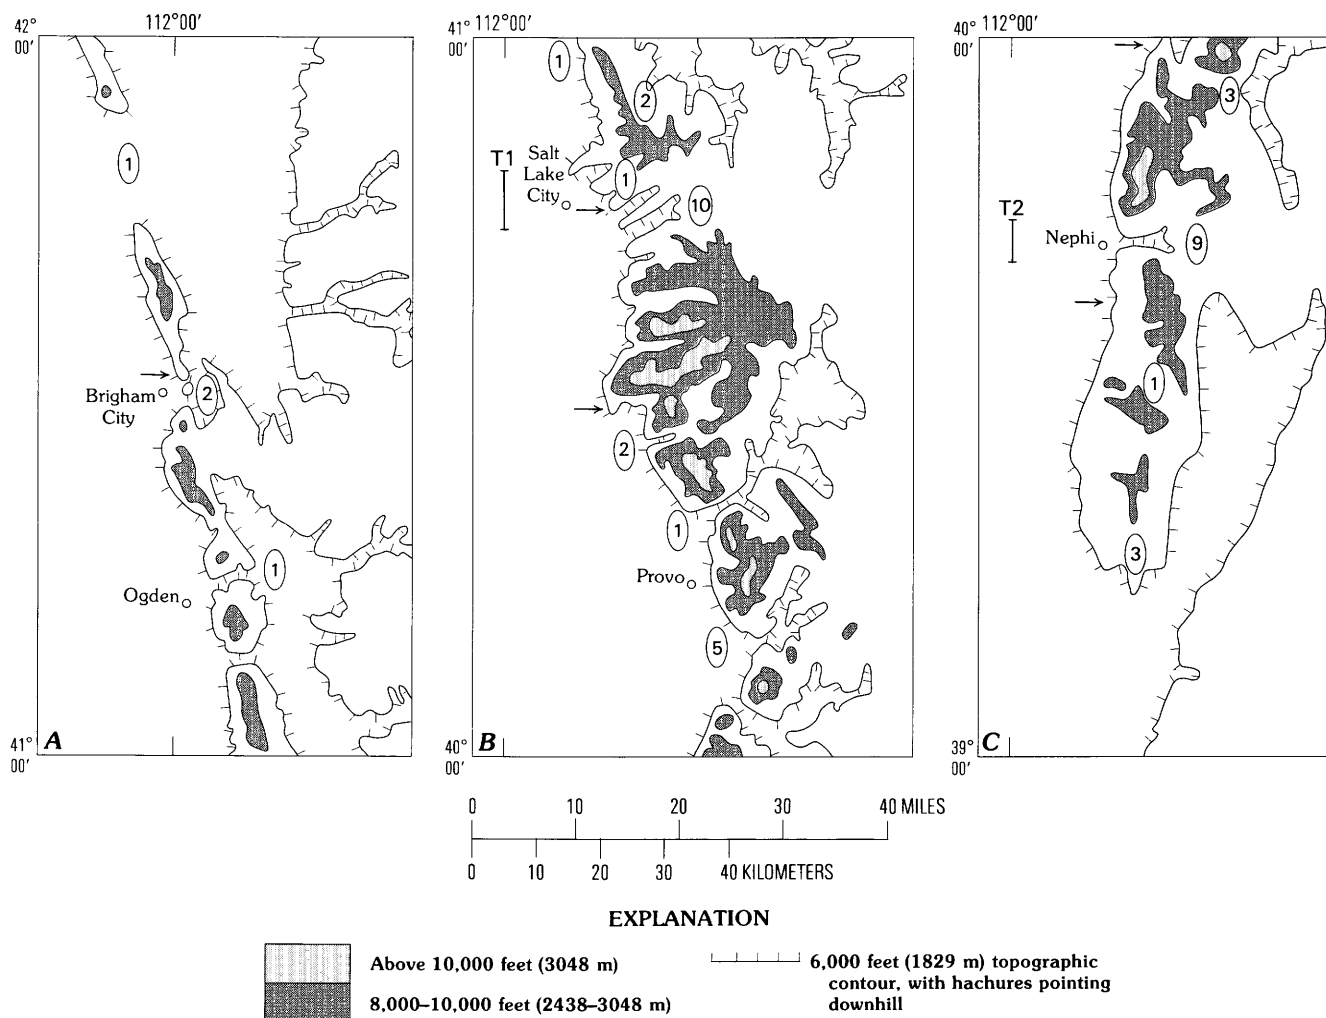 42°
00'
112°00'
1
Brigham
City
2
1
Ogden
41°
00'
A
41°
00'
112°00'
1
2
T1
Salt
Lake
City
1
10
2
1
Provo
5
40°
00'
B
40°
00'
112°00'
3
T2
Nephi
9
1
3
39°
00'
C
0 10 20 30 40 MILES
0 10 20 30 40 KILOMETERS
EXPLANATION
Above 10,000 feet (3048 m)
8,000–10,000 feet (2438–3048 m)
6,000 feet (1829 m) topographic
contour, with hachures pointing
downhill